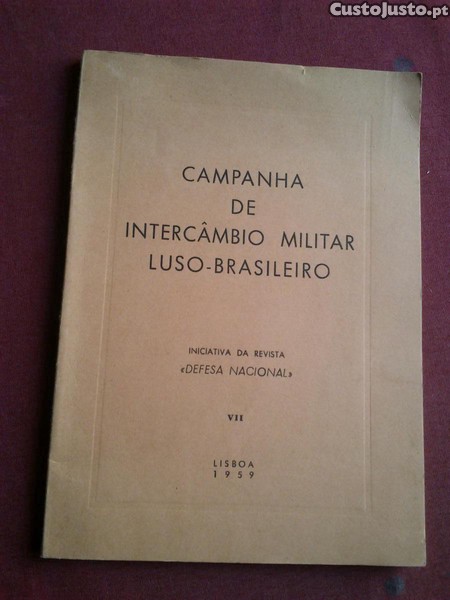 CustoJusto.pt
CAMPANHA
DE
INTERCÂMBIO MILITAR
LUSO-BRASILEIRO
INICIATIVA DA REVISTA
«DEFESA NACIONAL»
VII
LISBOA
1959